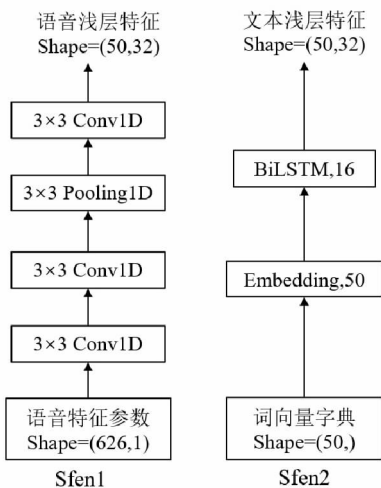 语音浅层特征
Shape=(50,32)
3×3 Conv1D
3×3 Pooling1D
3×3 Conv1D
3×3 Conv1D
语音特征参数
Shape=(626,1)
Sfen1
文本浅层特征
Shape=(50,32)
BiLSTM,16
Embedding,50
词向量字典
Shape=(50,)
Sfen2